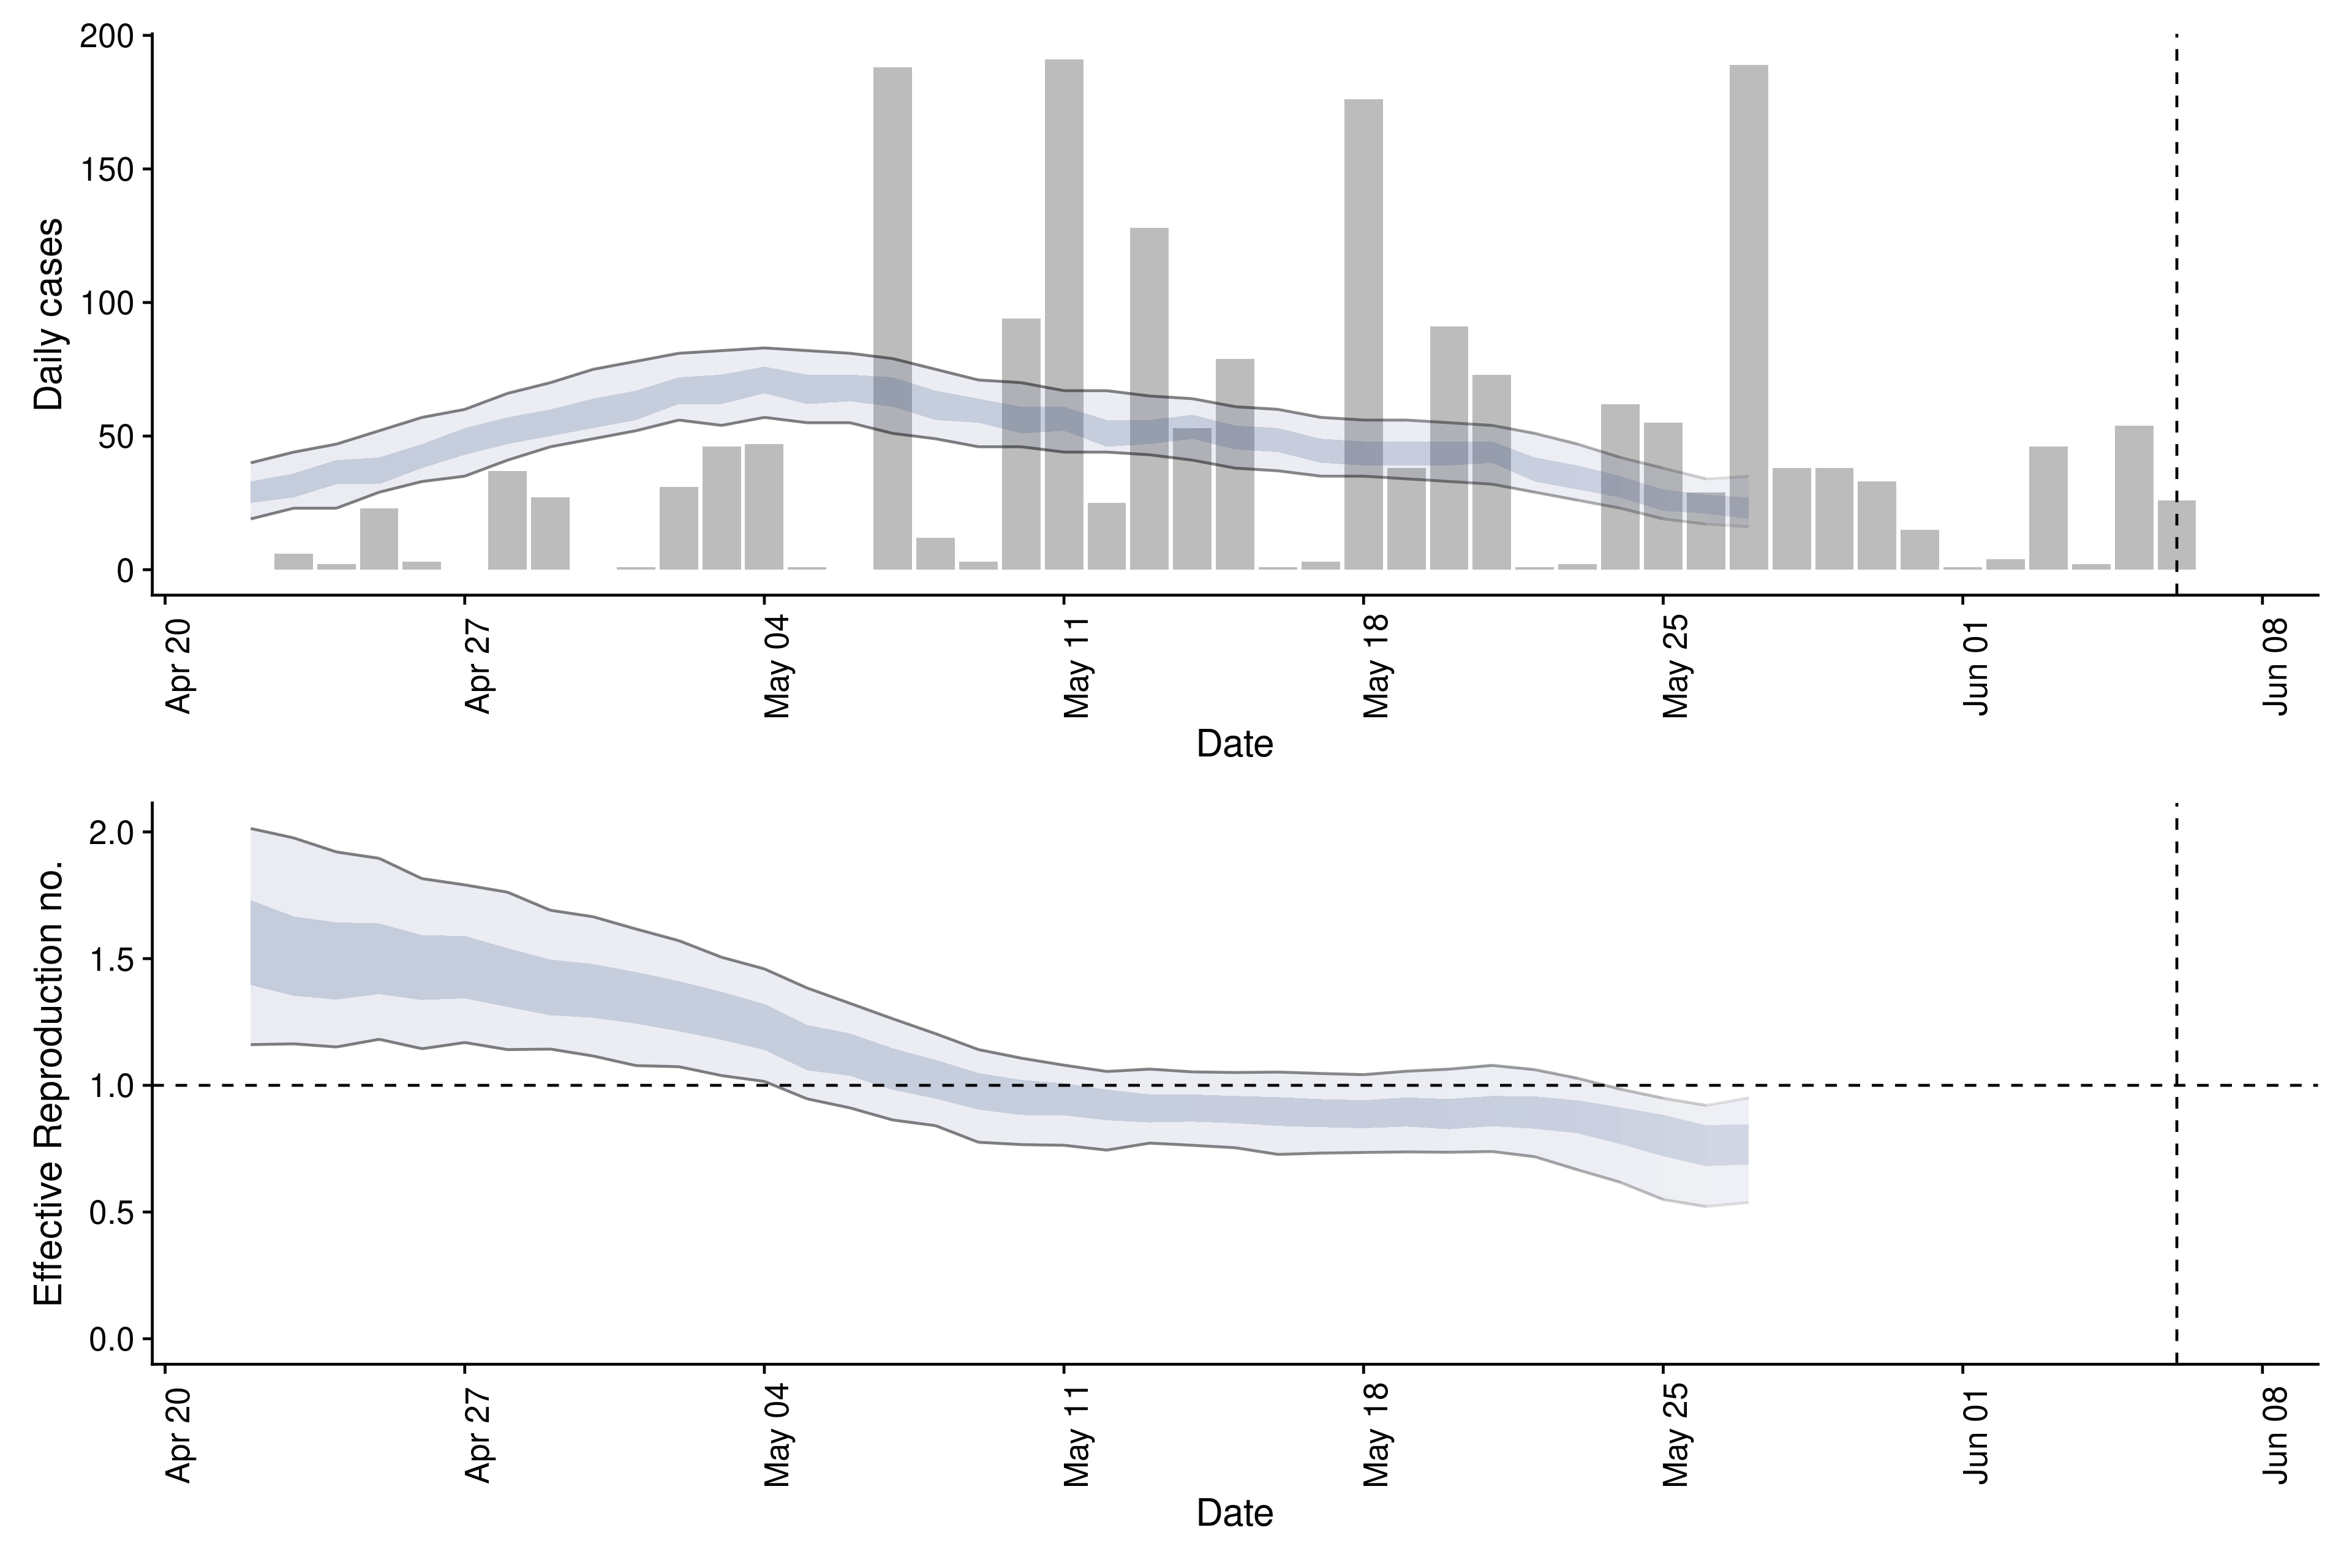 200
150
100
50
0
Daily cases
Apr 20
Apr 27
May 04
May 11
May 18
May 25
Jun 01
Jun 08
Date
2.0
1.5
1.0
0.5
0.0
Effective Reproduction no.
Apr 20
Apr 27
May 04
May 11
May 18
May 25
Jun 01
Jun 08
Date